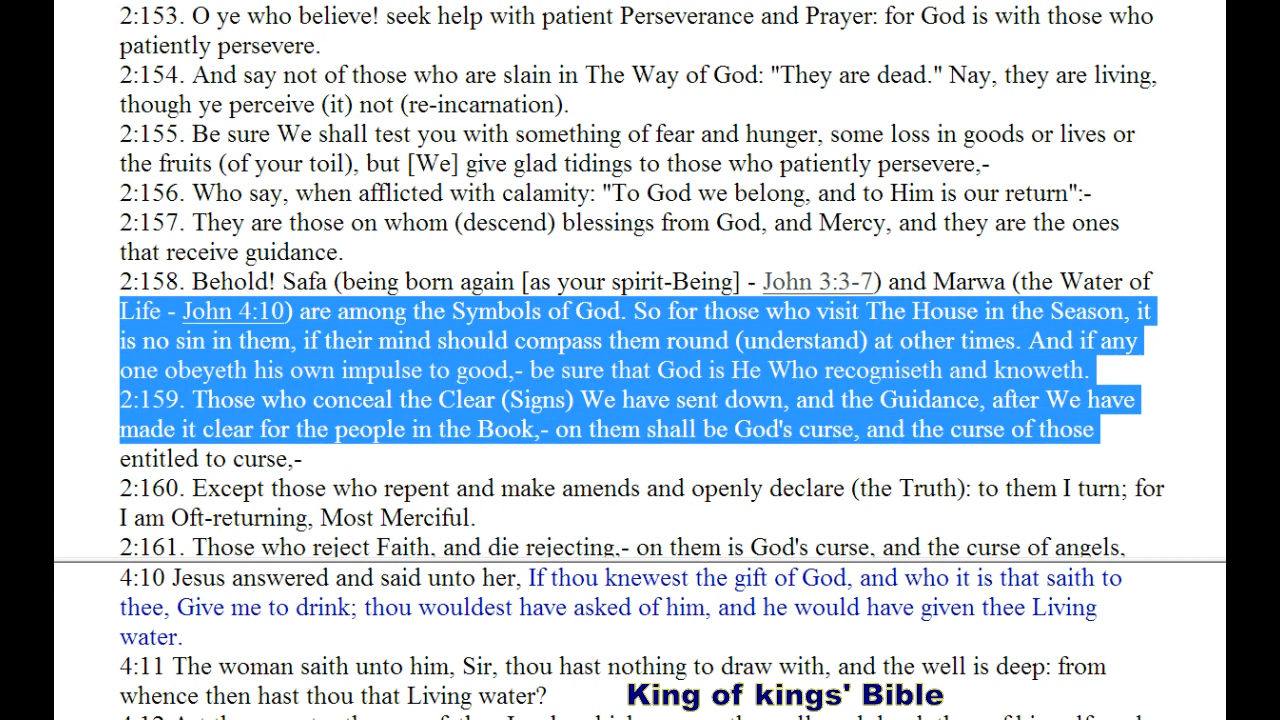 2:153. O ye who believe! seek help with patient Perseverance and Prayer: for God is with those who
patiently persevere.
2:154. And say not of those who are slain in The Way of God: "They are dead." Nay, they are living,
though ye perceive (it) not (re-incarnation).
2:155. Be sure We shall test you with something of fear and hunger, some loss in goods or lives or
the fruits (of your toil), but [We] give glad tidings to those who patiently persevere,-
2:156. Who say, when afflicted with calamity: "To God we belong, and to Him is our return":-
2:157. They are those on whom (descend) blessings from God, and Mercy, and they are the ones
that receive guidance.
2:158. Behold! Safa (being born again [as your spirit-Being] - John 3:3-7) and Marwa (the Water of
Life - John 4:10) are among the Symbols of God. So for those who visit The House in the Season, it
is no sin in them, if their mind should compass them round (understand) at other times. And if any
one obeyeth his own impulse to good,- be sure that God is He Who recogniseth and knoweth.
2:159. Those who conceal the Clear (Signs) We have sent down, and the Guidance, after We have
made it clear for the people in the Book,- on them shall be God's curse, and the curse of those
entitled to curse,-
2:160. Except those who repent and make amends and openly declare (the Truth): to them I turn; for
I am Oft-returning, Most Merciful.
2:161. Those who reject Faith, and die rejecting,- on them is God's curse, and the curse of angels,
4:10 Jesus answered and said unto her, If thou knewest the gift of God, and who it is that saith to
thee, Give me to drink; thou wouldest have asked of him, and he would have given thee Living
water.
4:11 The woman saith unto him, Sir, thou hast nothing to draw with, and the well is deep: from
whence then hast thou that Living water?
King of kings' Bible